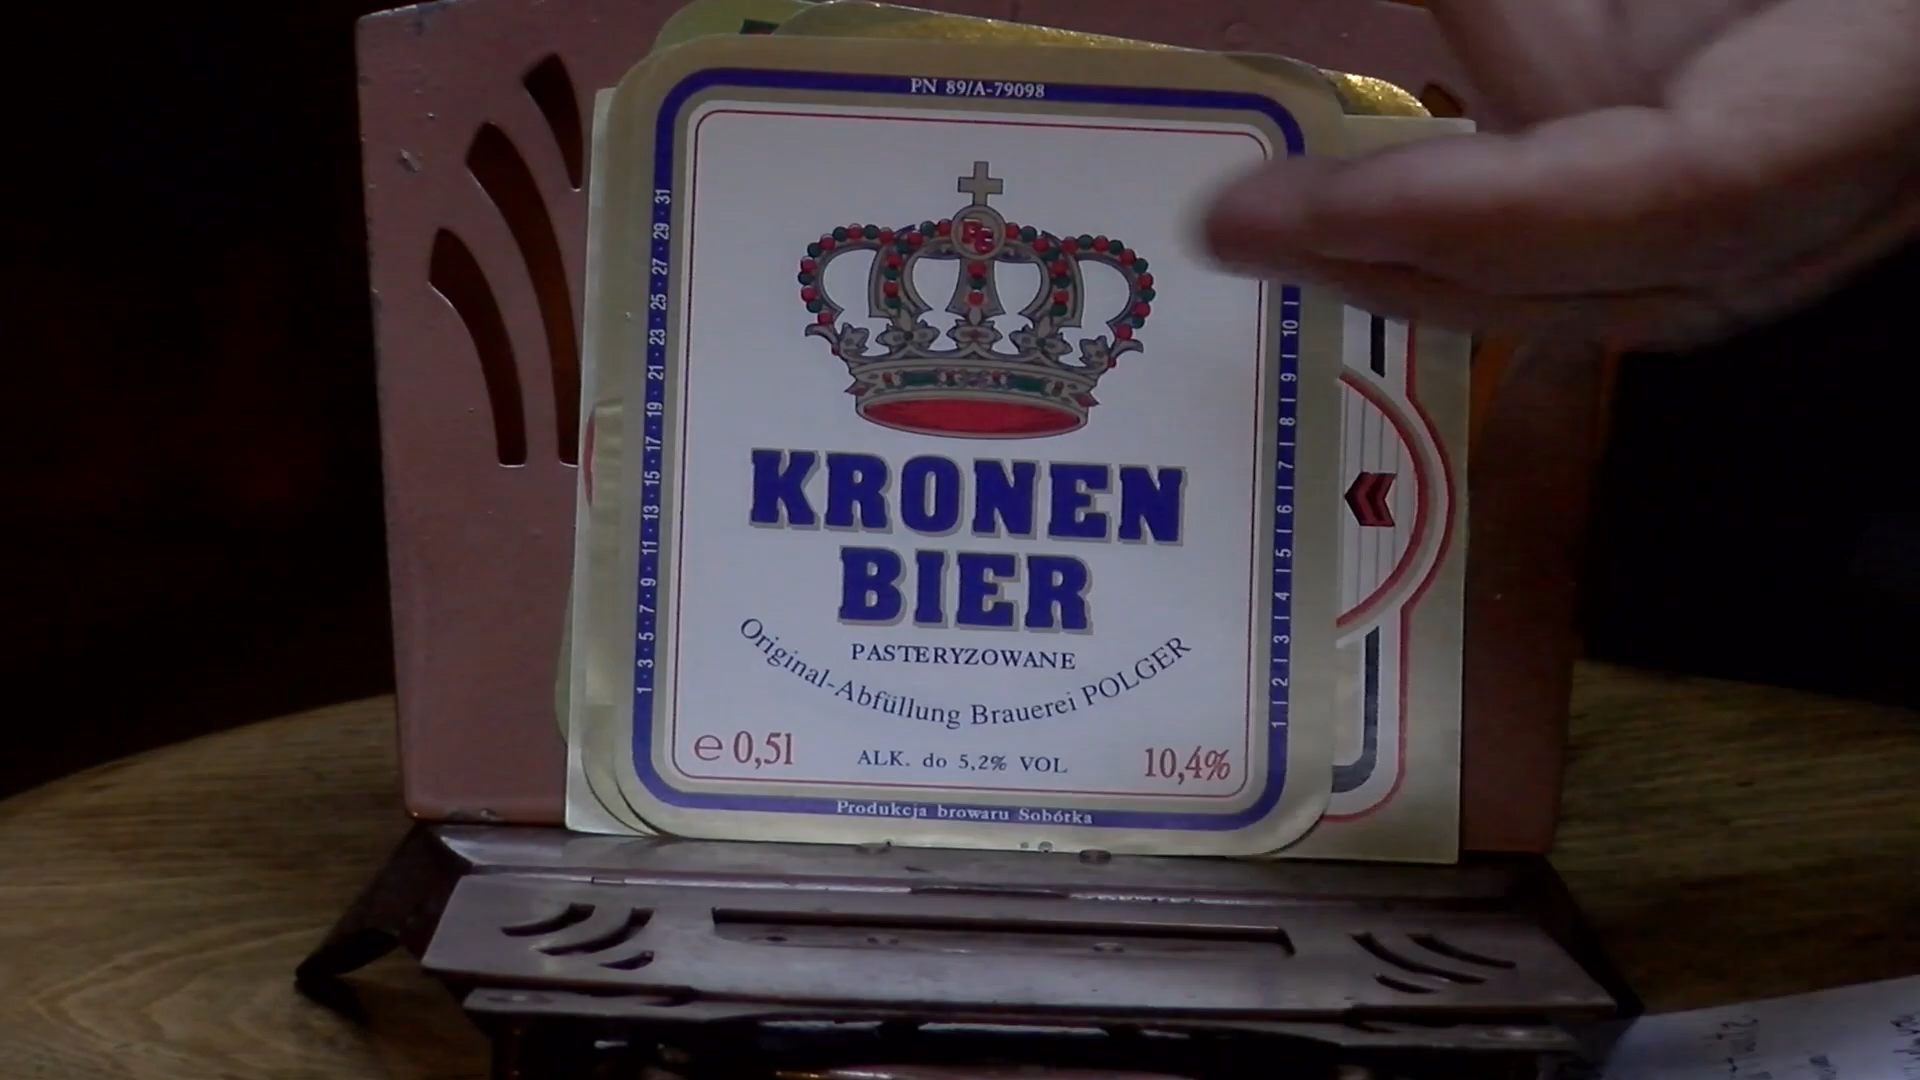 PN 89/A-79098
KRONEN
BIER
PASTERYZOWANE
Original-Abfüllung Brauerei POLGER
℮ 0,5l
ALK. do 5,2% VOL
10,4%
Produkcja browaru Sobótka
1 · 3 · 5 · 7 · 9 · 11 · 13 · 15 · 17 · 19 · 21 · 23 · 25 · 27 · 29 · 31
1 | 2 | 3 | 4 | 5 | 6 | 7 | 8 | 9 | 10 |